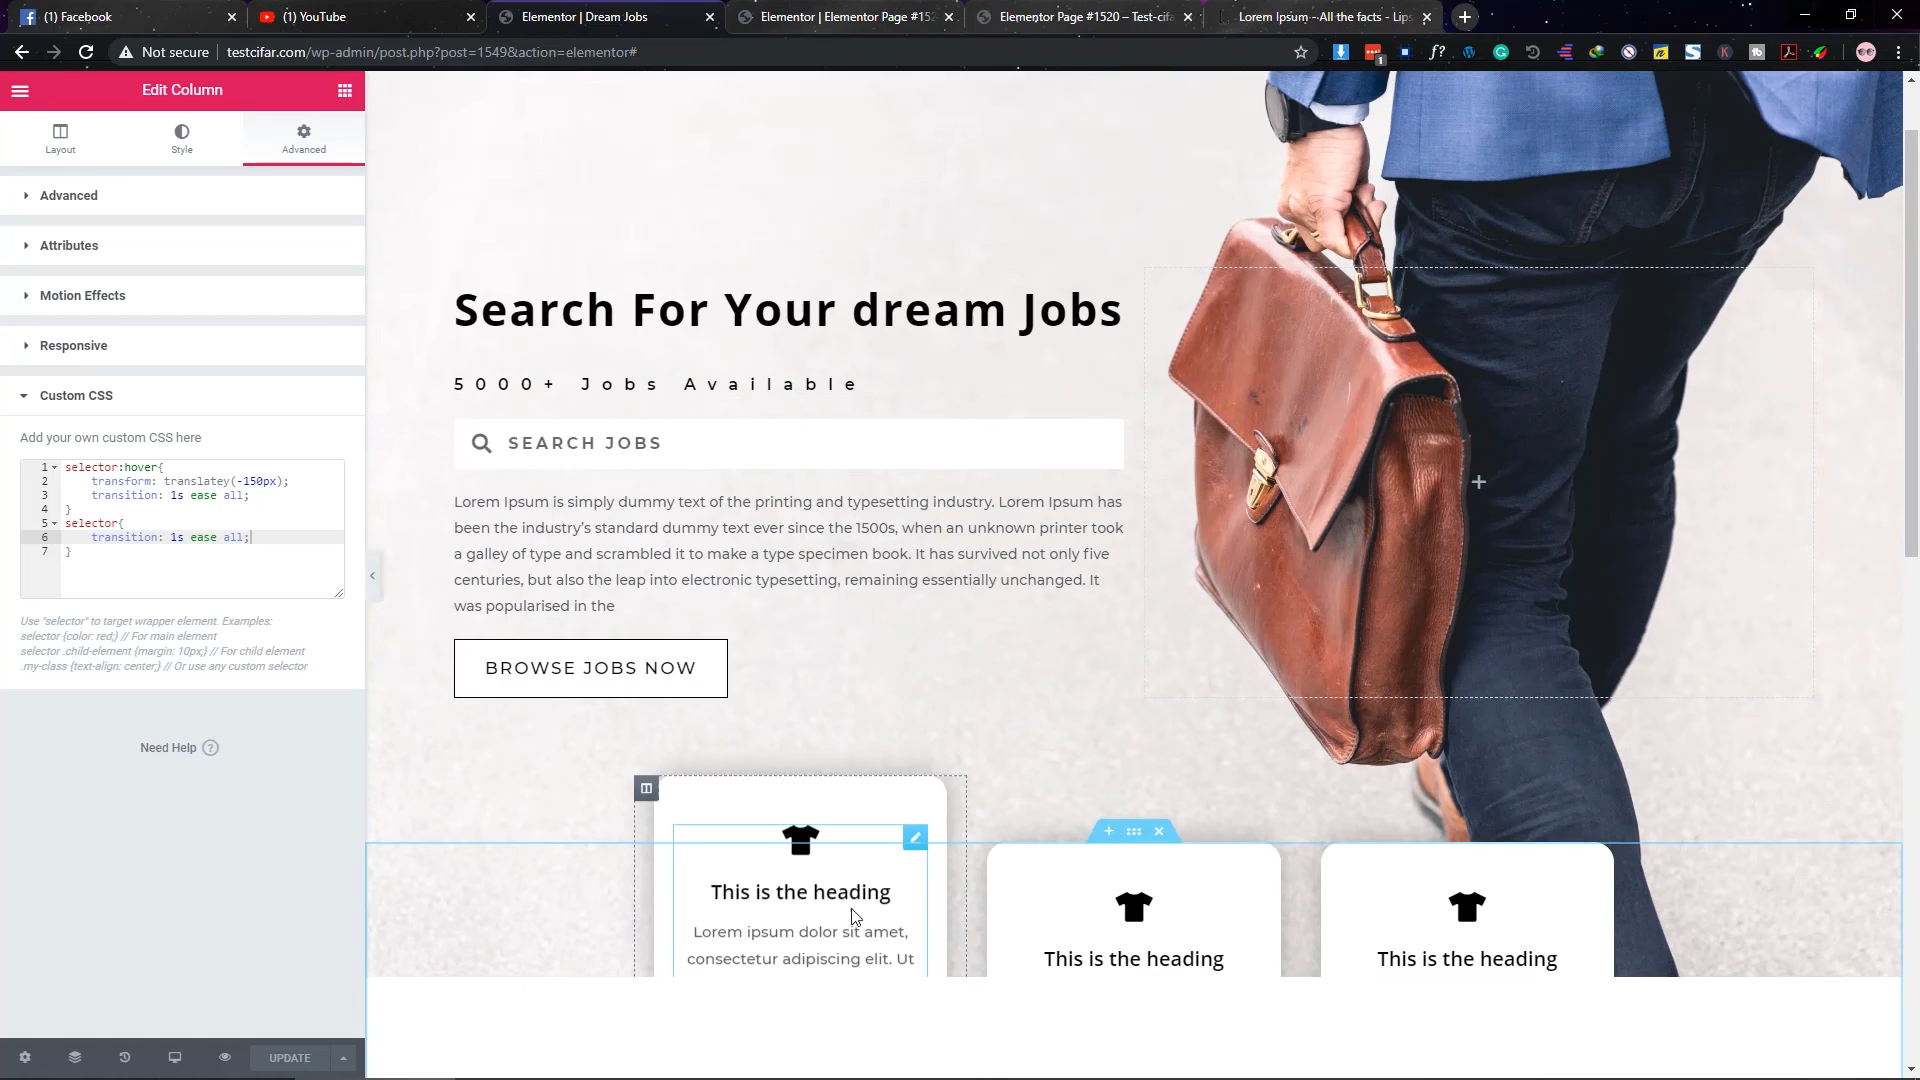 (1) Facebook
(1) YouTube
Elementor | Dream Jobs
Elementor | Elementor Page #152
Elementor Page #1520 – Test-cifa
Lorem Ipsum - All the facts - Lips
Not secure
testcifar.com/wp-admin/post.php?post=1549&action=elementor#
Edit Column
Layout
Style
Advanced
Advanced
Attributes
Motion Effects
Responsive
Custom CSS
Add your own custom CSS here
1 selector:hover{
2 transform: translatey(-150px);
3 transition: 1s ease all;
4 }
5 selector{
6 transition: 1s ease all;
7 }
Use "selector" to target wrapper element. Examples:
selector {color: red;} // For main element
selector .child-element {margin: 10px;} // For child element
.my-class {text-align: center;} // Or use any custom selector
Need Help ?
UPDATE
Search For Your dream Jobs
5000+ Jobs Available
SEARCH JOBS
Lorem Ipsum is simply dummy text of the printing and typesetting industry. Lorem Ipsum has
been the industry’s standard dummy text ever since the 1500s, when an unknown printer took
a galley of type and scrambled it to make a type specimen book. It has survived not only five
centuries, but also the leap into electronic typesetting, remaining essentially unchanged. It
was popularised in the
BROWSE JOBS NOW
This is the heading
Lorem ipsum dolor sit amet,
consectetur adipiscing elit. Ut
This is the heading
This is the heading